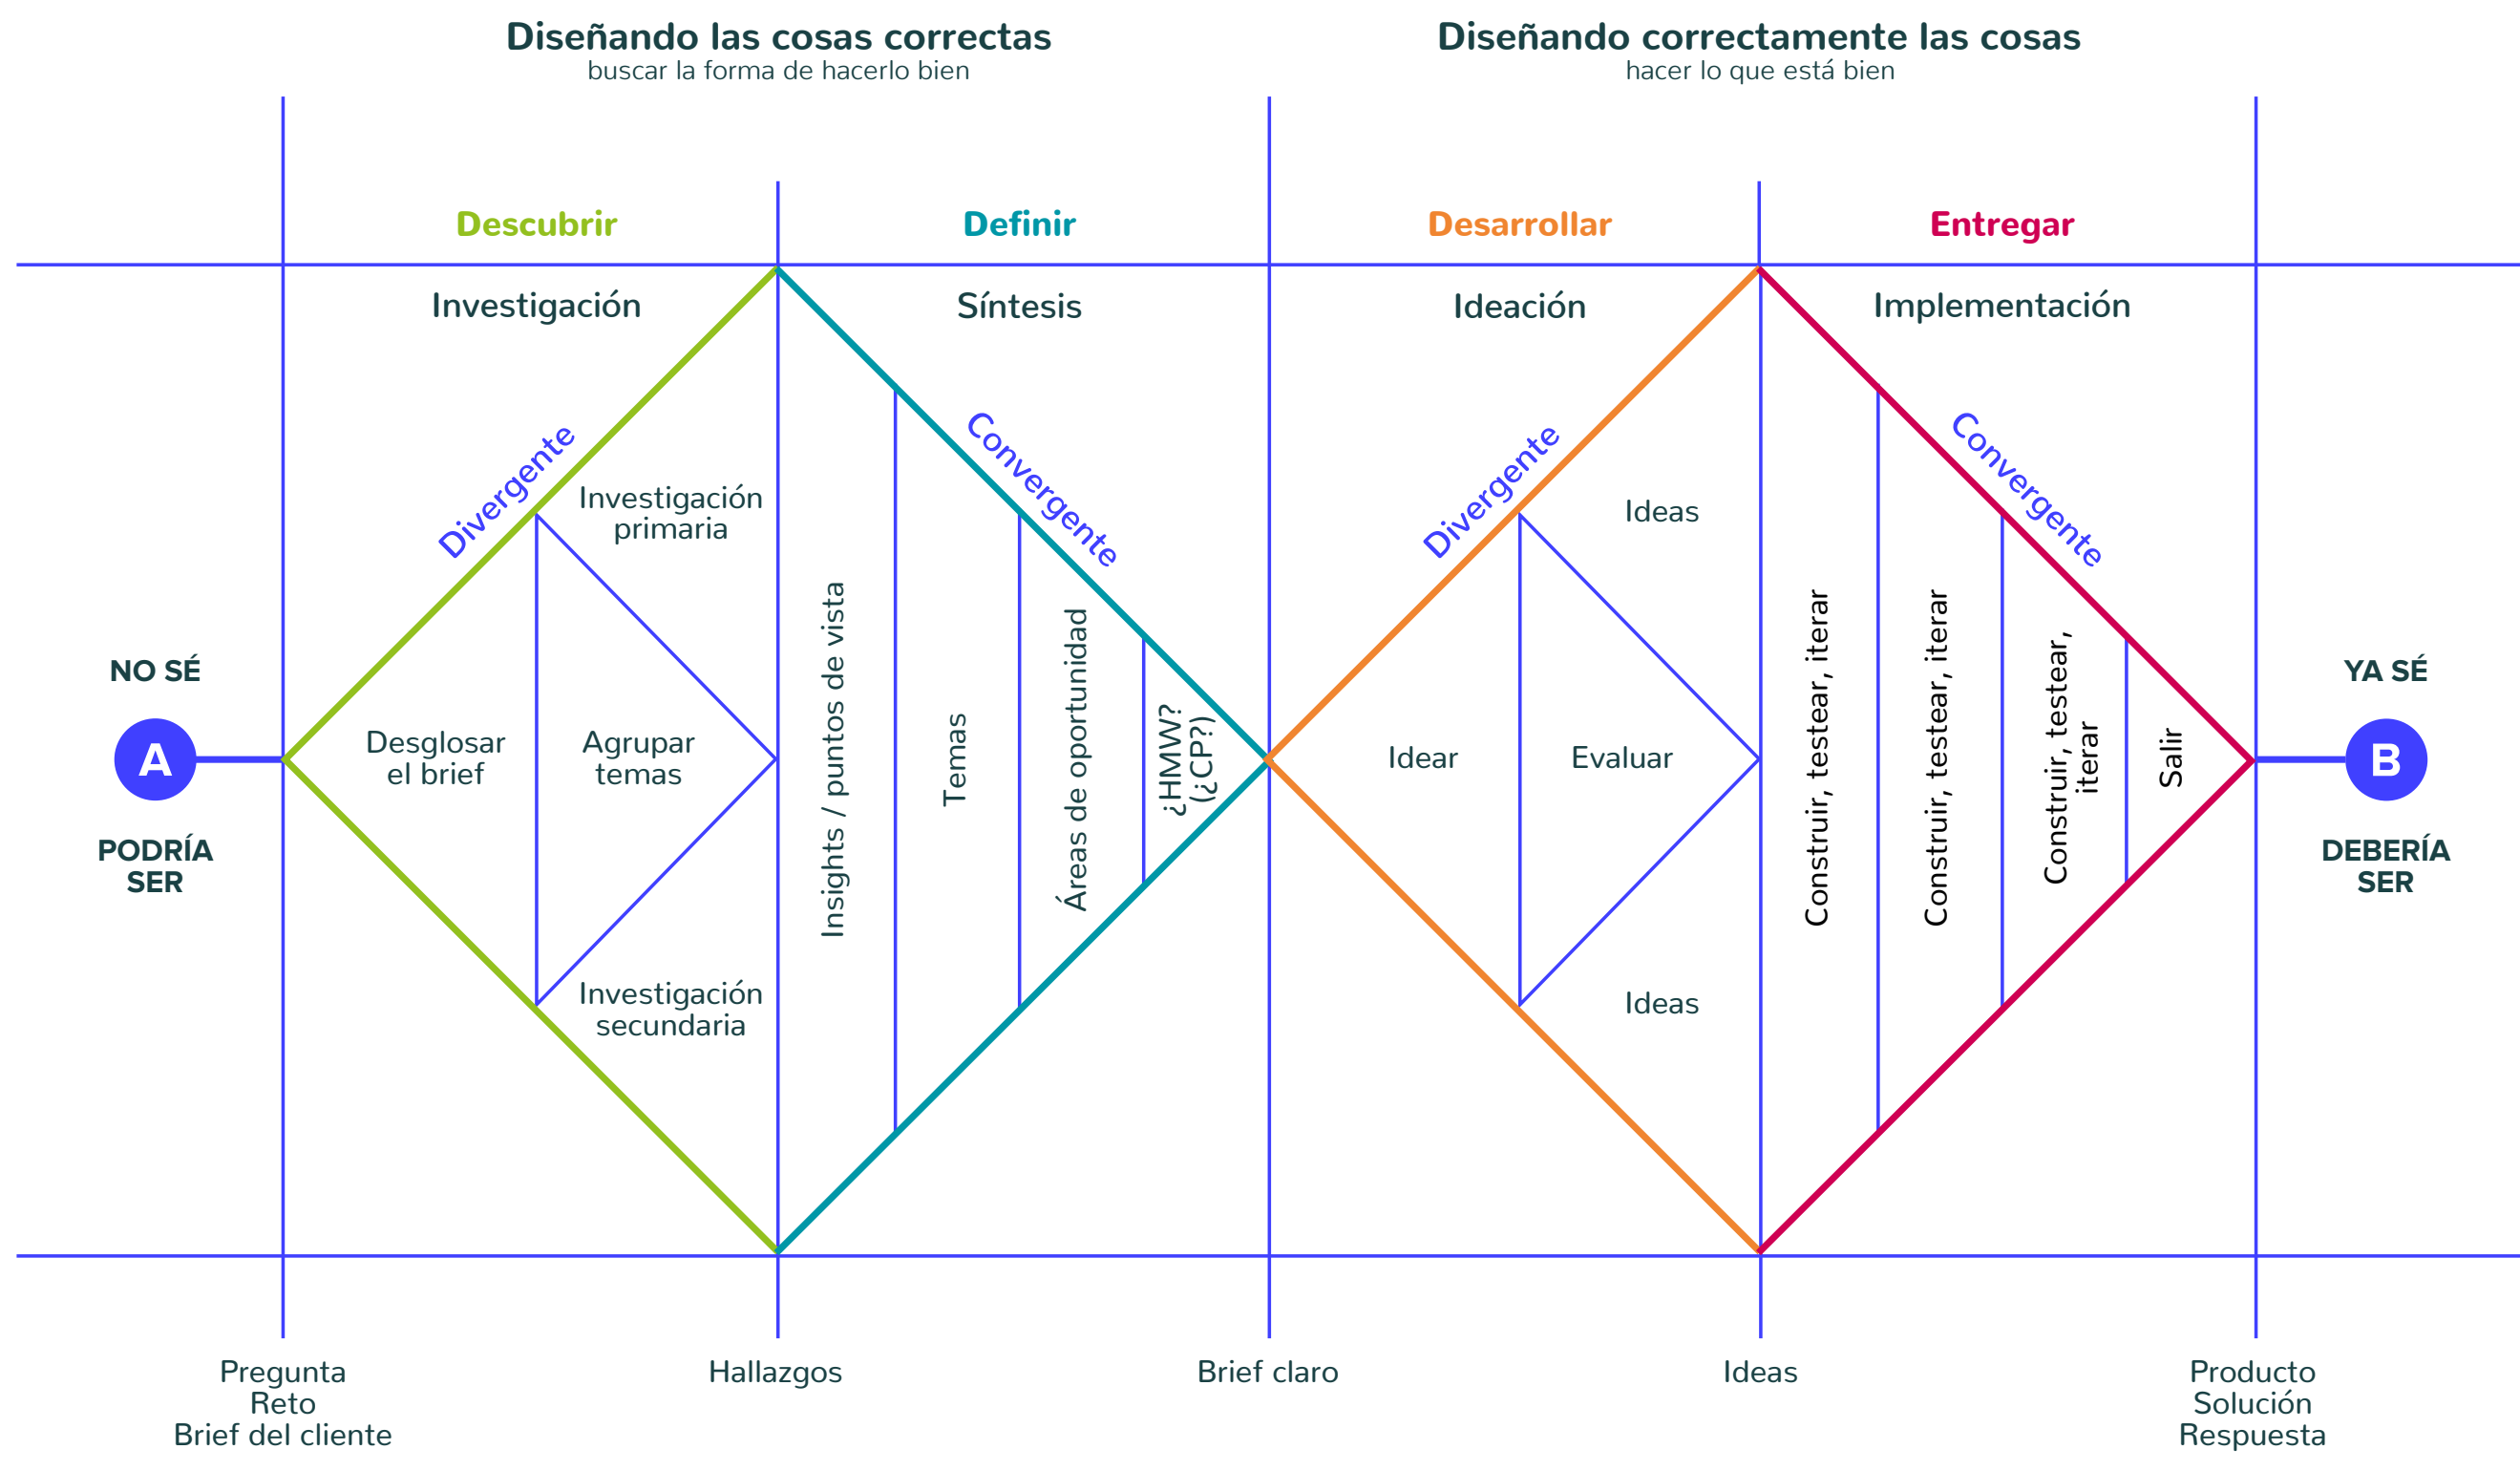 Diseñando las cosas correctas
buscar la forma de hacerlo bien
Diseñando correctamente las cosas
hacer lo que está bien
Descubrir
Definir
Desarrollar
Entregar
Investigación
Síntesis
Ideación
Implementación
Divergente
Convergente
Divergente
Convergente
NO SÉ
A
PODRÍA
SER
Desglosar
el brief
Investigación
primaria
Agrupar
temas
Investigación
secundaria
Insights / puntos de vista
Temas
Áreas de oportunidad
¿HMW?
(¿CP?)
Idear
Ideas
Evaluar
Ideas
Construir, testear, iterar
Construir, testear, iterar
Construir, testear,
iterar
Salir
YA SÉ
B
DEBERÍA
SER
Pregunta
Reto
Brief del cliente
Hallazgos
Brief claro
Ideas
Producto
Solución
Respuesta